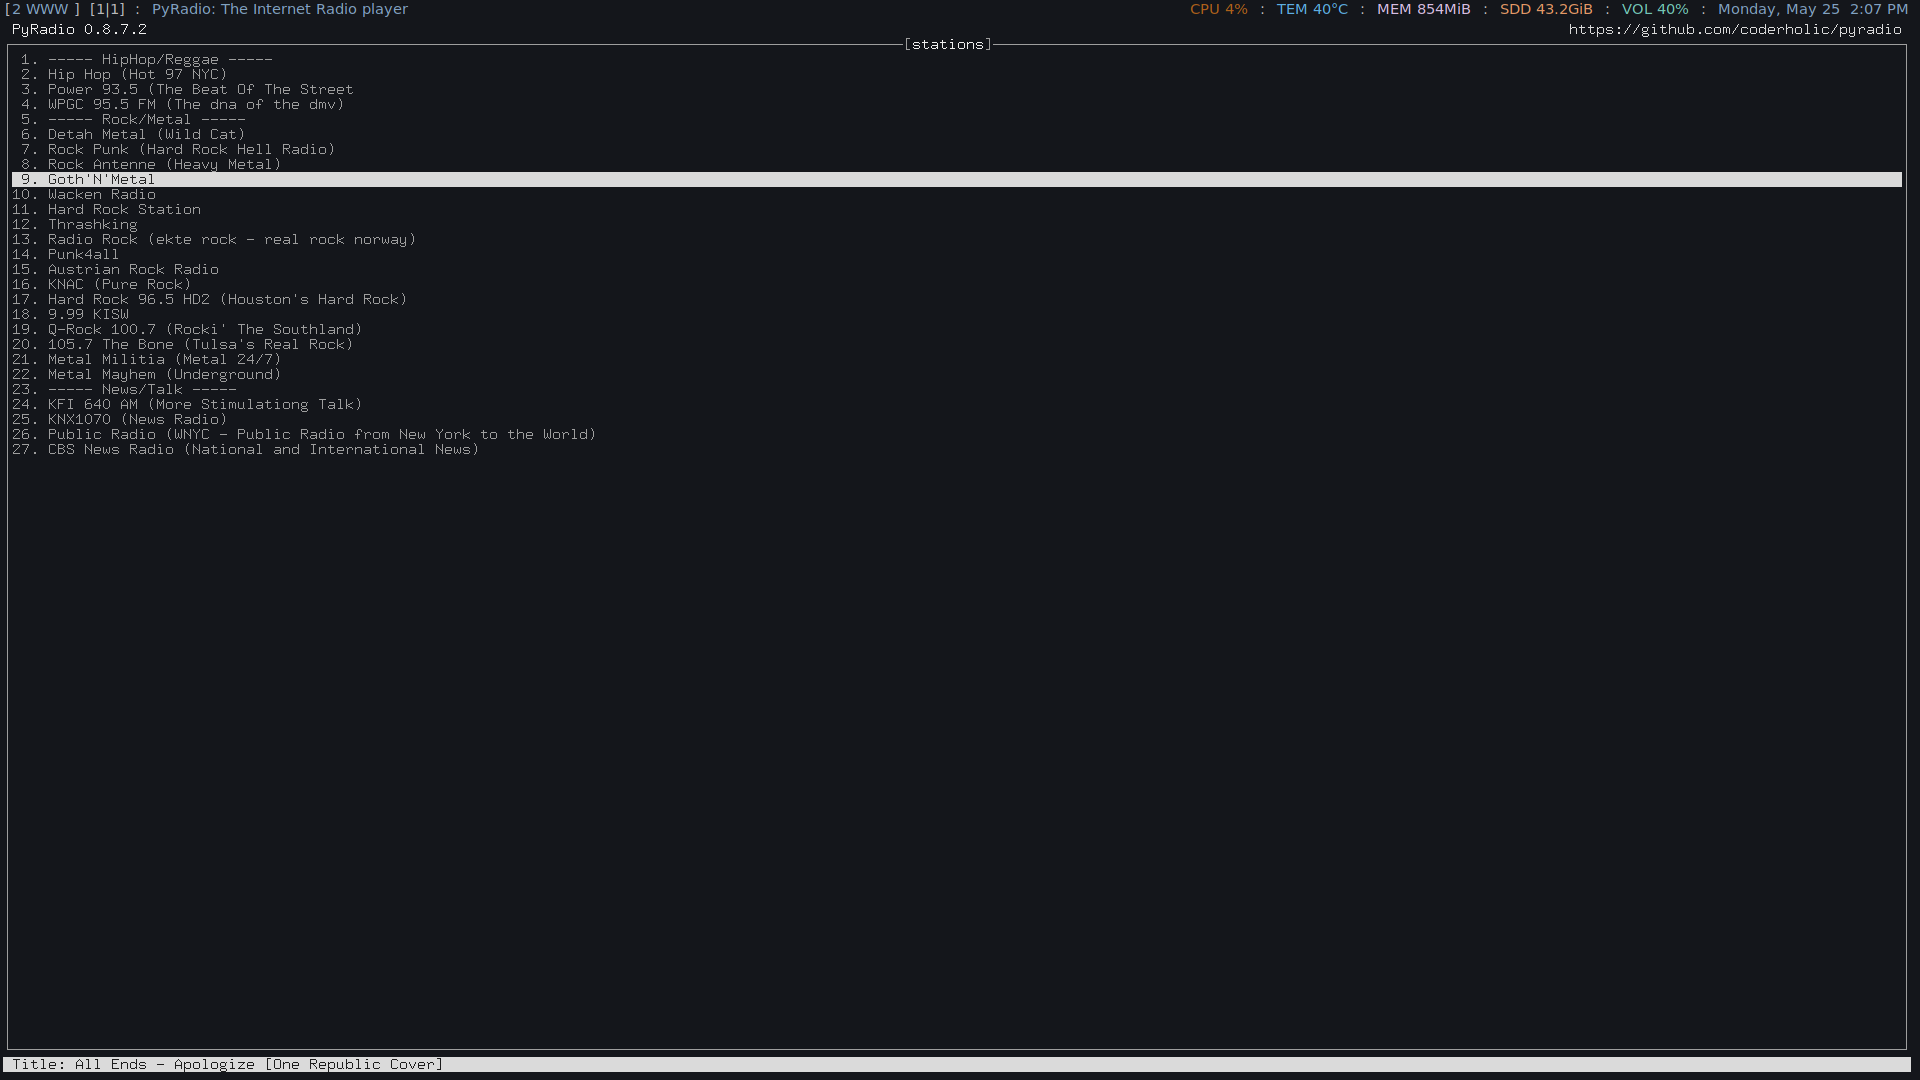 [2 WWW ] [1|1] : PyRadio: The Internet Radio player CPU 4% : TEM 40°C : MEM 854MiB : SDD 43.2GiB : VOL 40% : Monday, May 25 2:07 PM
PyRadio 0.8.7.2 https://github.com/coderholic/pyradio
[stations]
1. ----- HipHop/Reggae -----
2. Hip Hop (Hot 97 NYC)
3. Power 93.5 (The Beat Of The Street
4. WPGC 95.5 FM (The dna of the dmv)
5. ----- Rock/Metal -----
6. Detah Metal (Wild Cat)
7. Rock Punk (Hard Rock Hell Radio)
8. Rock Antenne (Heavy Metal)
9. Goth'N'Metal
10. Wacken Radio
11. Hard Rock Station
12. Thrashking
13. Radio Rock (ekte rock - real rock norway)
14. Punk4all
15. Austrian Rock Radio
16. KNAC (Pure Rock)
17. Hard Rock 96.5 HD2 (Houston's Hard Rock)
18. 9.99 KISW
19. Q-Rock 100.7 (Rocki' The Southland)
20. 105.7 The Bone (Tulsa's Real Rock)
21. Metal Militia (Metal 24/7)
22. Metal Mayhem (Underground)
23. ----- News/Talk -----
24. KFI 640 AM (More Stimulationg Talk)
25. KNX1070 (News Radio)
26. Public Radio (WNYC - Public Radio from New York to the World)
27. CBS News Radio (National and International News)
Title: All Ends - Apologize [One Republic Cover]